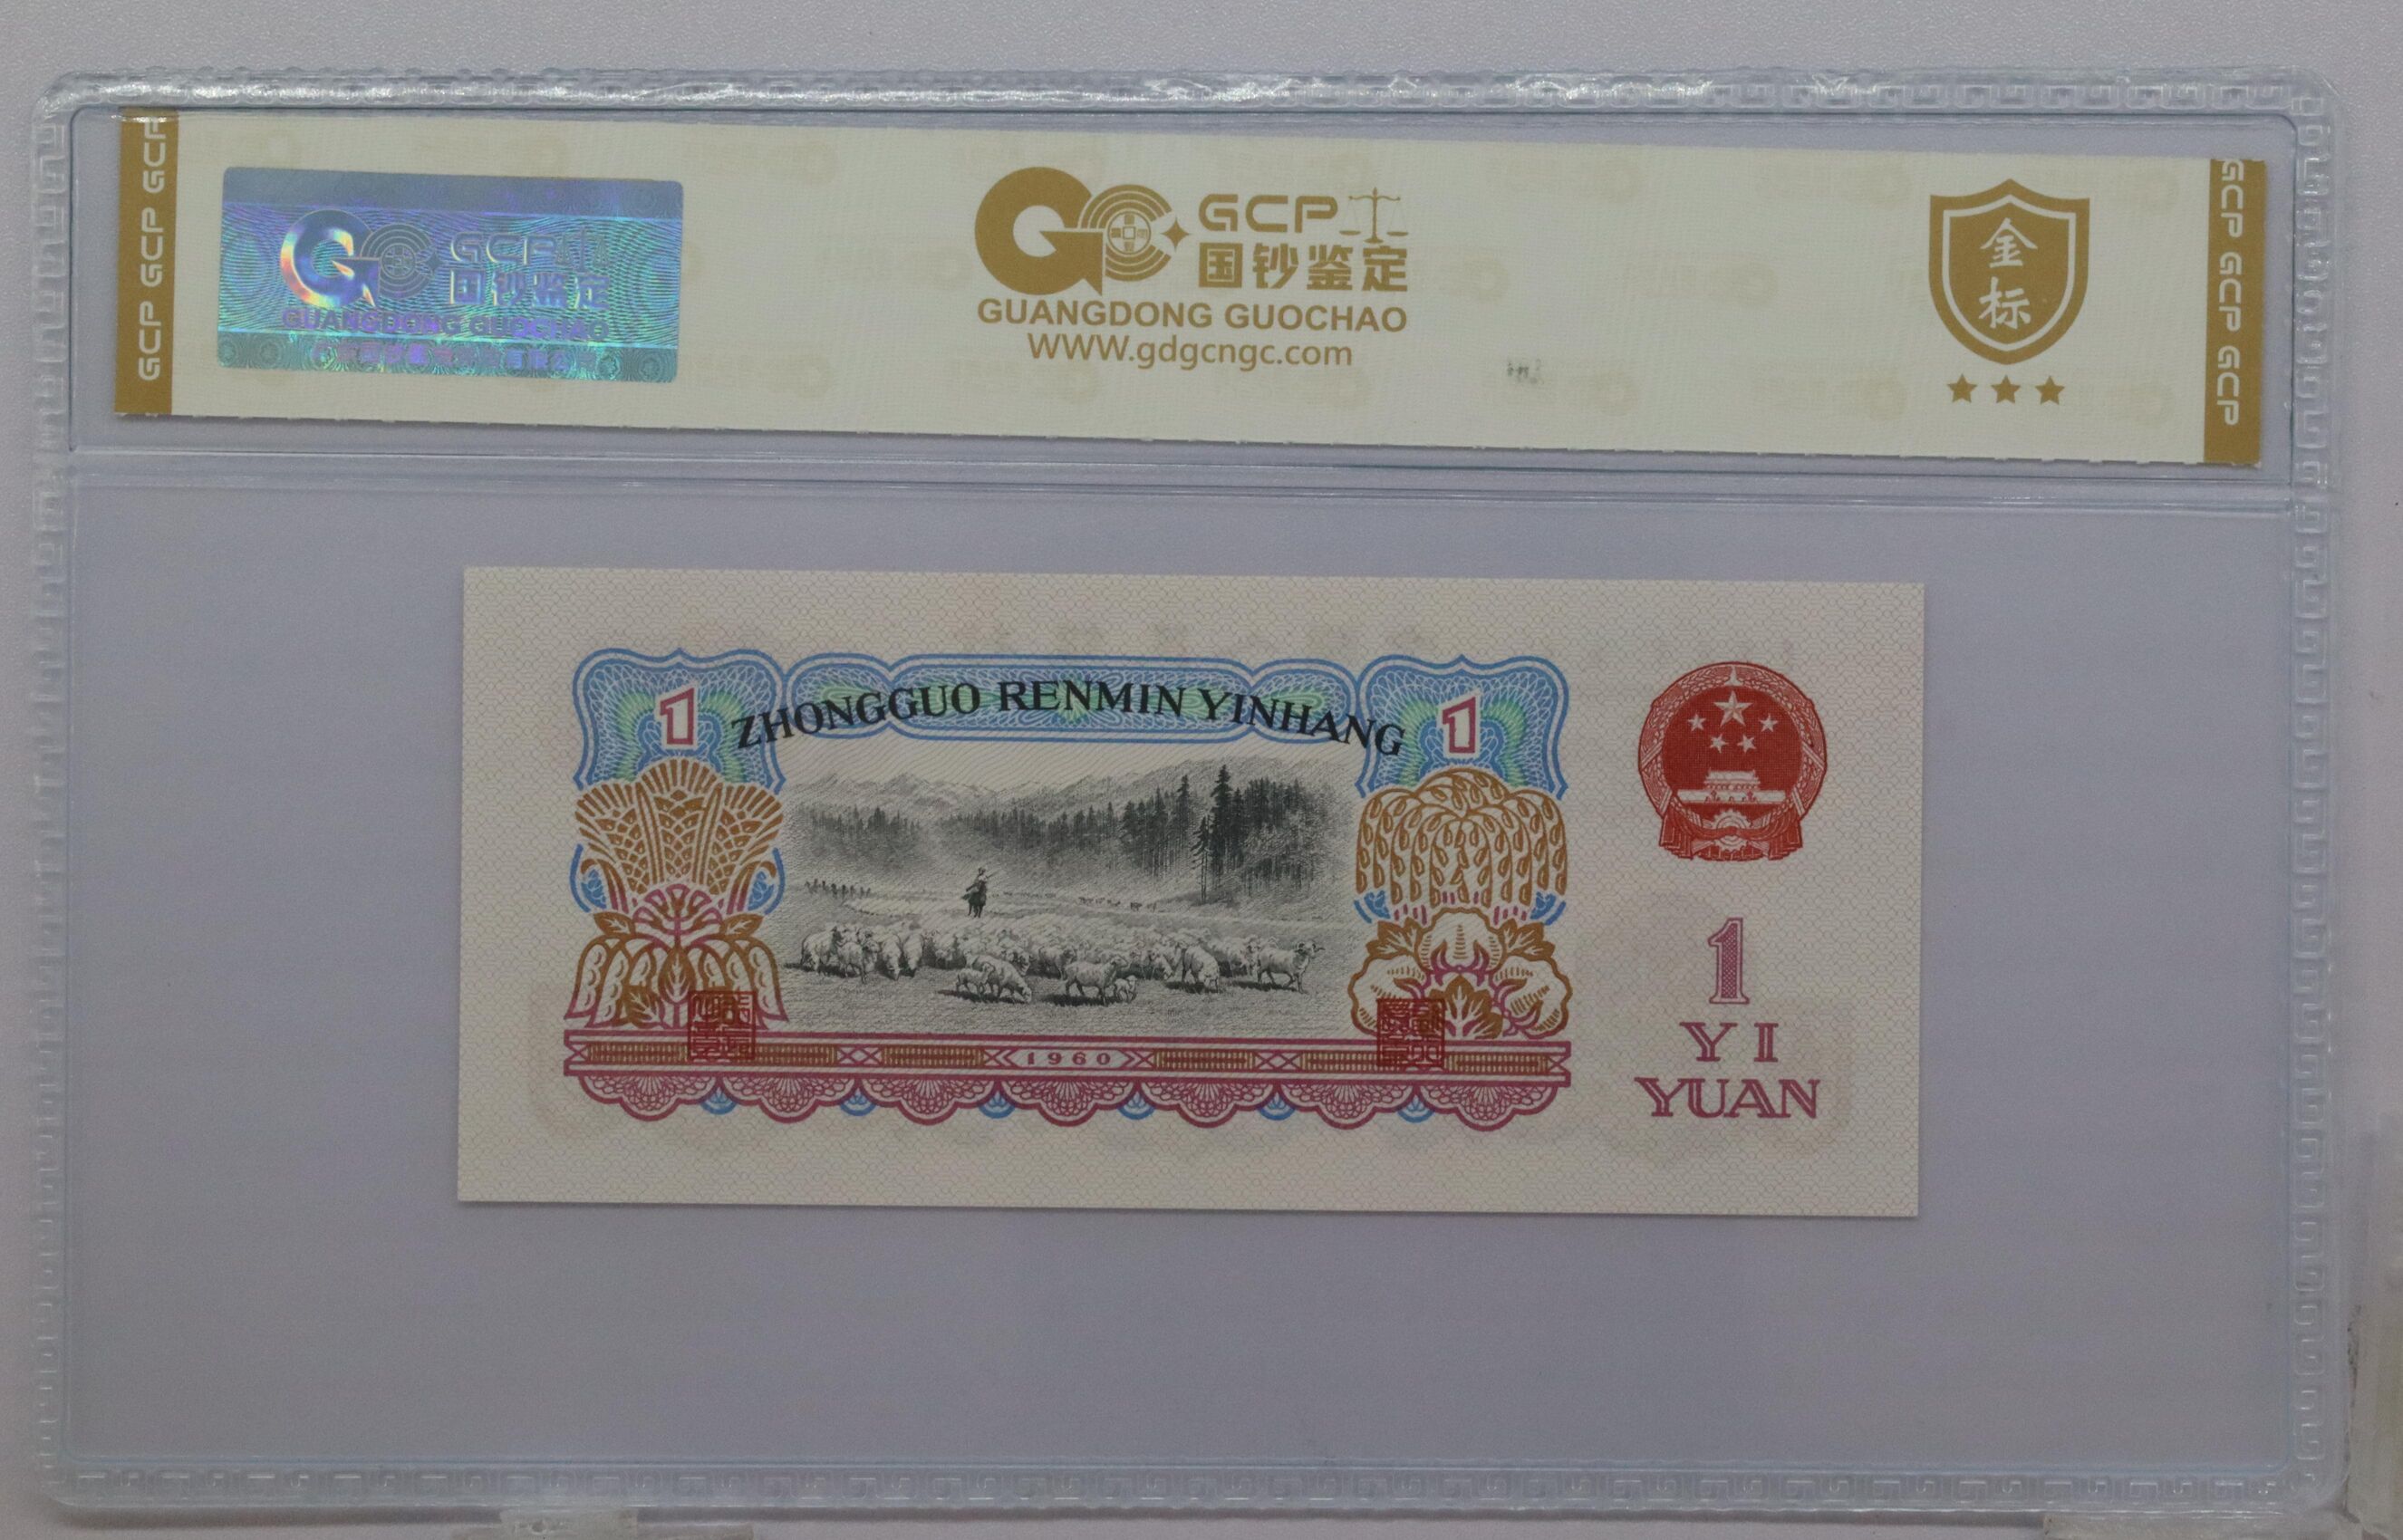 GCP GCP GCP
GCP
国钞鉴定
GUANGDONG GUOCHAO
GCP
国钞鉴定
GUANGDONG GUOCHAO
WWW.gdgcngc.com
金
标
GCP GCP GCP
ZHONGGUO RENMIN YINHANG
1
1
1960
1
YI
YUAN